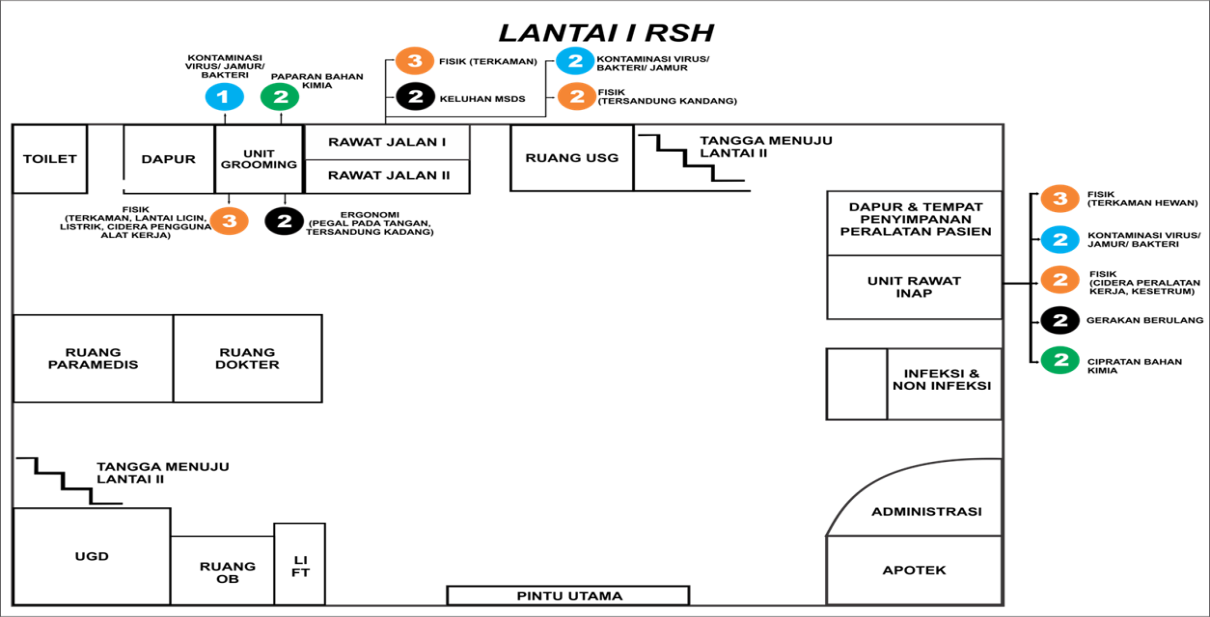 LANTAI I RSH
KONTAMINASI
VIRUS/ JAMUR/
BAKTERI
1
PAPARAN BAHAN
KIMIA
2
3
FISIK (TERKAMAN)
2
KELUHAN MSDS
2
KONTAMINASI VIRUS/
BAKTERI/ JAMUR
2
FISIK
(TERSANDUNG KANDANG)
TOILET
DAPUR
UNIT
GROOMING
RAWAT JALAN I
RAWAT JALAN II
RUANG USG
TANGGA MENUJU
LANTAI II
FISIK
(TERKAMAN, LANTAI LICIN,
LISTRIK, CIDERA PENGGUNA
ALAT KERJA)
3
2
ERGONOMI
(PEGAL PADA TANGAN,
TERSANDUNG KADANG)
DAPUR & TEMPAT
PENYIMPANAN
PERALATAN PASIEN
UNIT RAWAT
INAP
3
FISIK
(TERKAMAN HEWAN)
2
KONTAMINASI VIRUS/
JAMUR/ BAKTERI
2
FISIK
(CIDERA PERALATAN
KERJA, KESETRUM)
2
GERAKAN BERULANG
2
CIPRATAN BAHAN
KIMIA
RUANG
PARAMEDIS
RUANG
DOKTER
INFEKSI &
NON INFEKSI
TANGGA MENUJU
LANTAI II
UGD
RUANG
OB
LI
FT
PINTU UTAMA
ADMINISTRASI
APOTEK